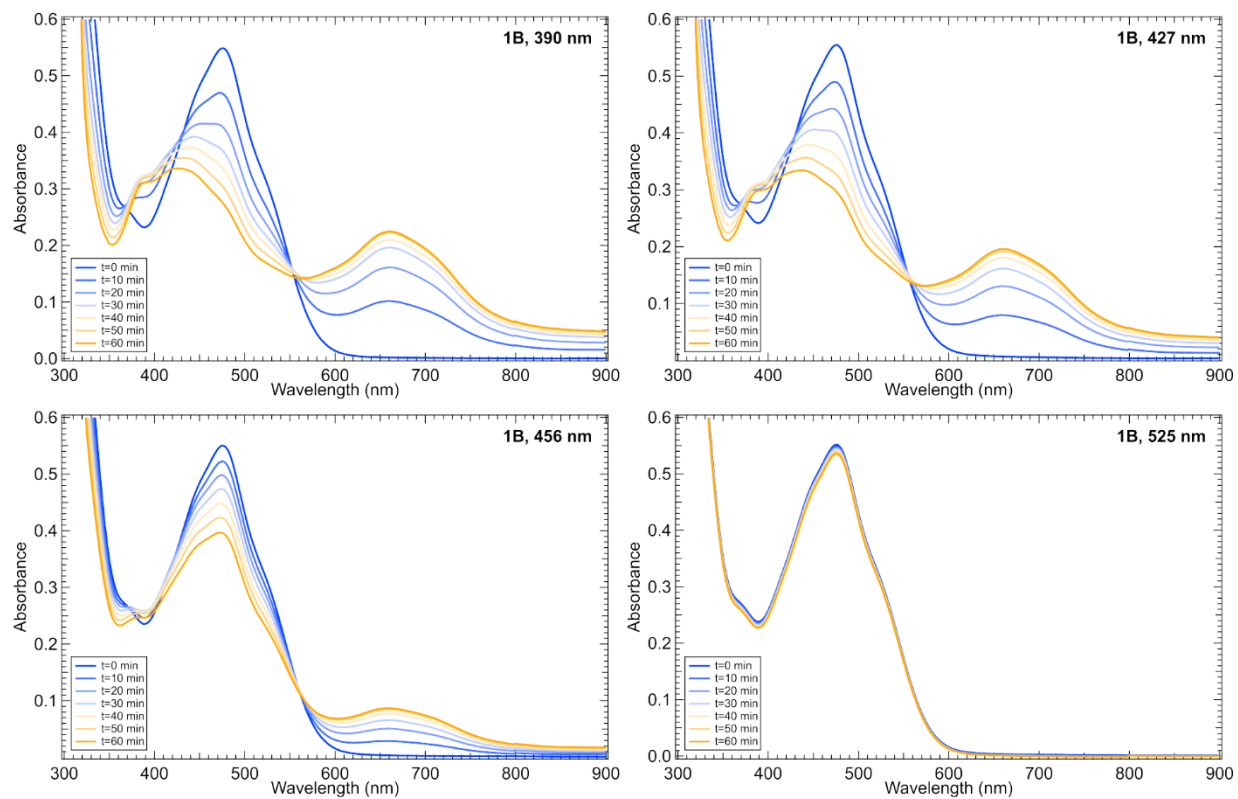 1B, 390 nm
Absorbance
0.6
0.5
0.4
0.3
0.2
0.1
0.0
t=0 min
t=10 min
t=20 min
t=30 min
t=40 min
t=50 min
t=60 min
300 400 500 600 700 800 900
Wavelength (nm)
1B, 427 nm
Absorbance
0.6
0.5
0.4
0.3
0.2
0.1
0.0
t=0 min
t=10 min
t=20 min
t=30 min
t=40 min
t=50 min
t=60 min
300 400 500 600 700 800 900
Wavelength (nm)
1B, 456 nm
Absorbance
0.6
0.5
0.4
0.3
0.2
0.1
t=0 min
t=10 min
t=20 min
t=30 min
t=40 min
t=50 min
t=60 min
300 400 500 600 700 800 900
Wavelength (nm)
1B, 525 nm
Absorbance
0.6
0.5
0.4
0.3
0.2
0.1
0.0
t=0 min
t=10 min
t=20 min
t=30 min
t=40 min
t=50 min
t=60 min
300 400 500 600 700 800 900
Wavelength (nm)